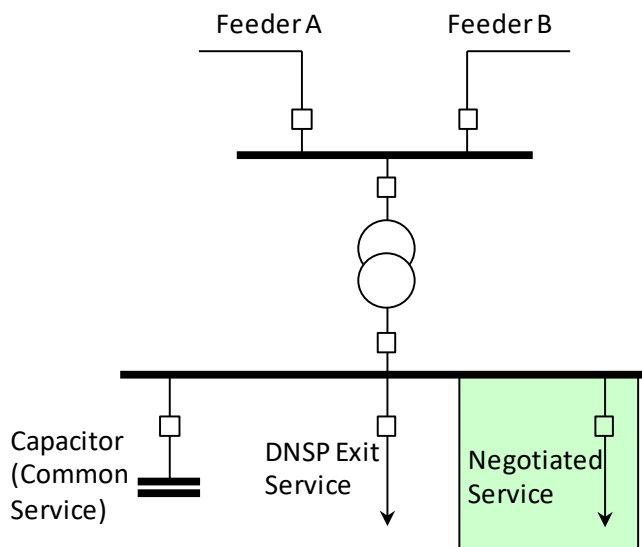 Feeder A
Feeder B
Capacitor
(Common
Service)
DNSP Exit
Service
Negotiated
Service